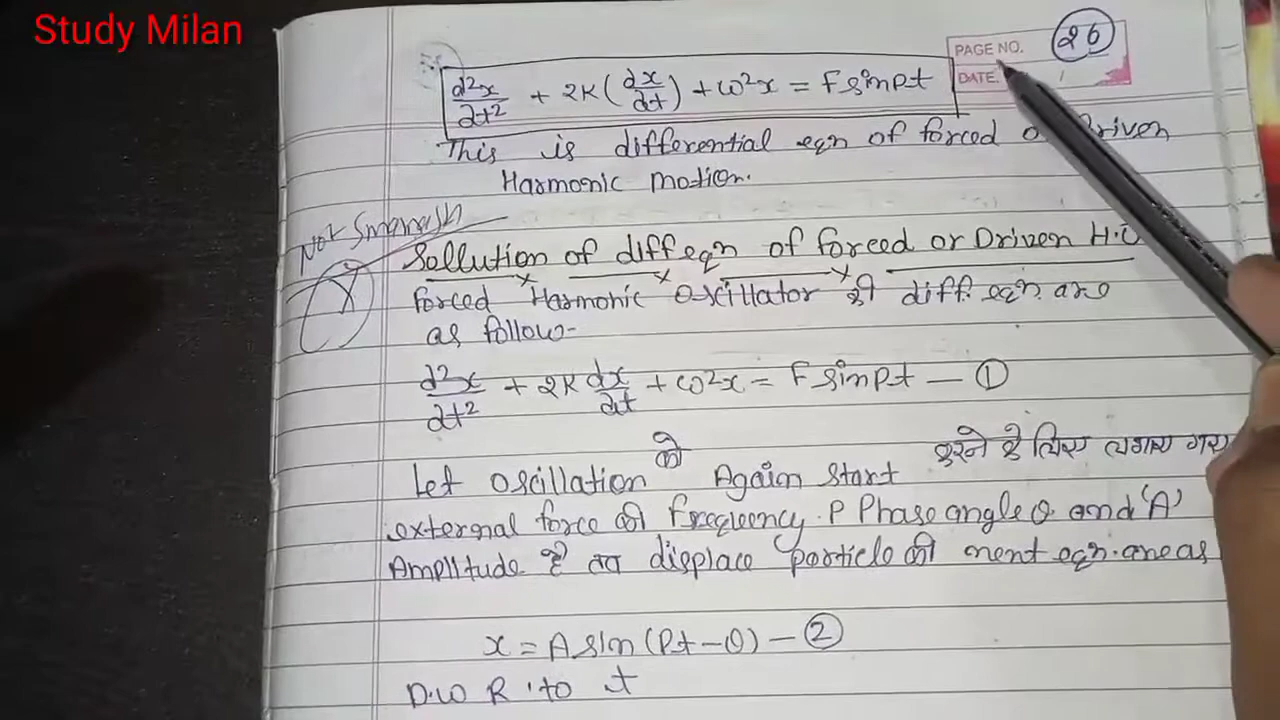 Study Milan
PAGE NO. 26
DATE.
d²x/dt² + 2K(dx/dt) + ω²x = F sin pt
This is differential eqn of forced or Driven
Harmonic motion.
Sollution of diff eqn of forced or Driven H.O
forced Harmonic Oscillator की diff. eqn. are
as follow-
d²x/dt² + 2K dx/dt + ω²x = F sin pt — ①
Let Oscillation को Again Start करने के लिए लगाए गए
external force की frequency. P Phase angle θ and 'A'
Amplitude है तब displace particle की ment eqn. are as
x = A sin (Pt – θ) — ②
D.W R. to t